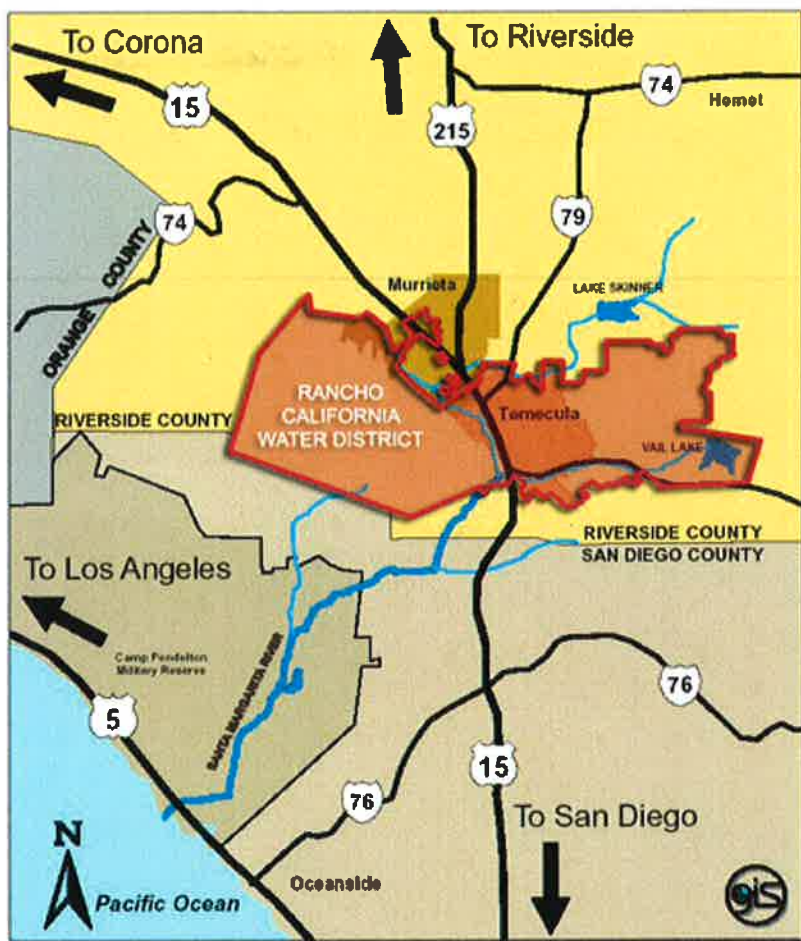 To Corona
To Riverside
15
74
Hemet
215
74
79
ORANGE COUNTY
Murrieta
LAKE SKINNER
RANCHO
CALIFORNIA
WATER DISTRICT
Temecula
RIVERSIDE COUNTY
VAIL LAKE
RIVERSIDE COUNTY
SAN DIEGO COUNTY
To Los Angeles
Camp Pendelton
Military Reserve
SANTA MARGARITA RIVER
5
76
15
76
To San Diego
N
Oceanside
Pacific Ocean
gis